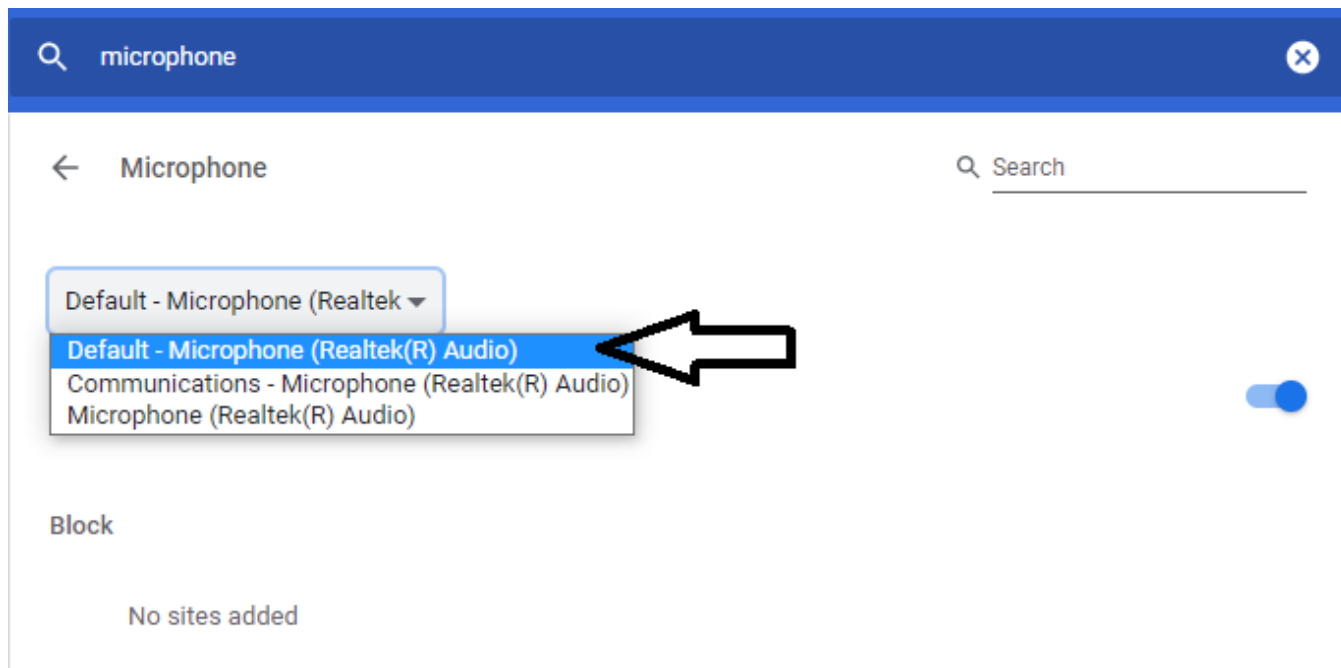 microphone
Microphone
Search
Default - Microphone (Realtek
Default - Microphone (Realtek(R) Audio)
Communications - Microphone (Realtek(R) Audio)
Microphone (Realtek(R) Audio)
Block
No sites added